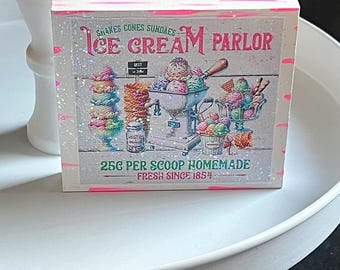 SHAKES CONES SUNDAES
ICE CREAM PARLOR
25¢ PER SCOOP HOMEMADE
FRESH SINCE 1854